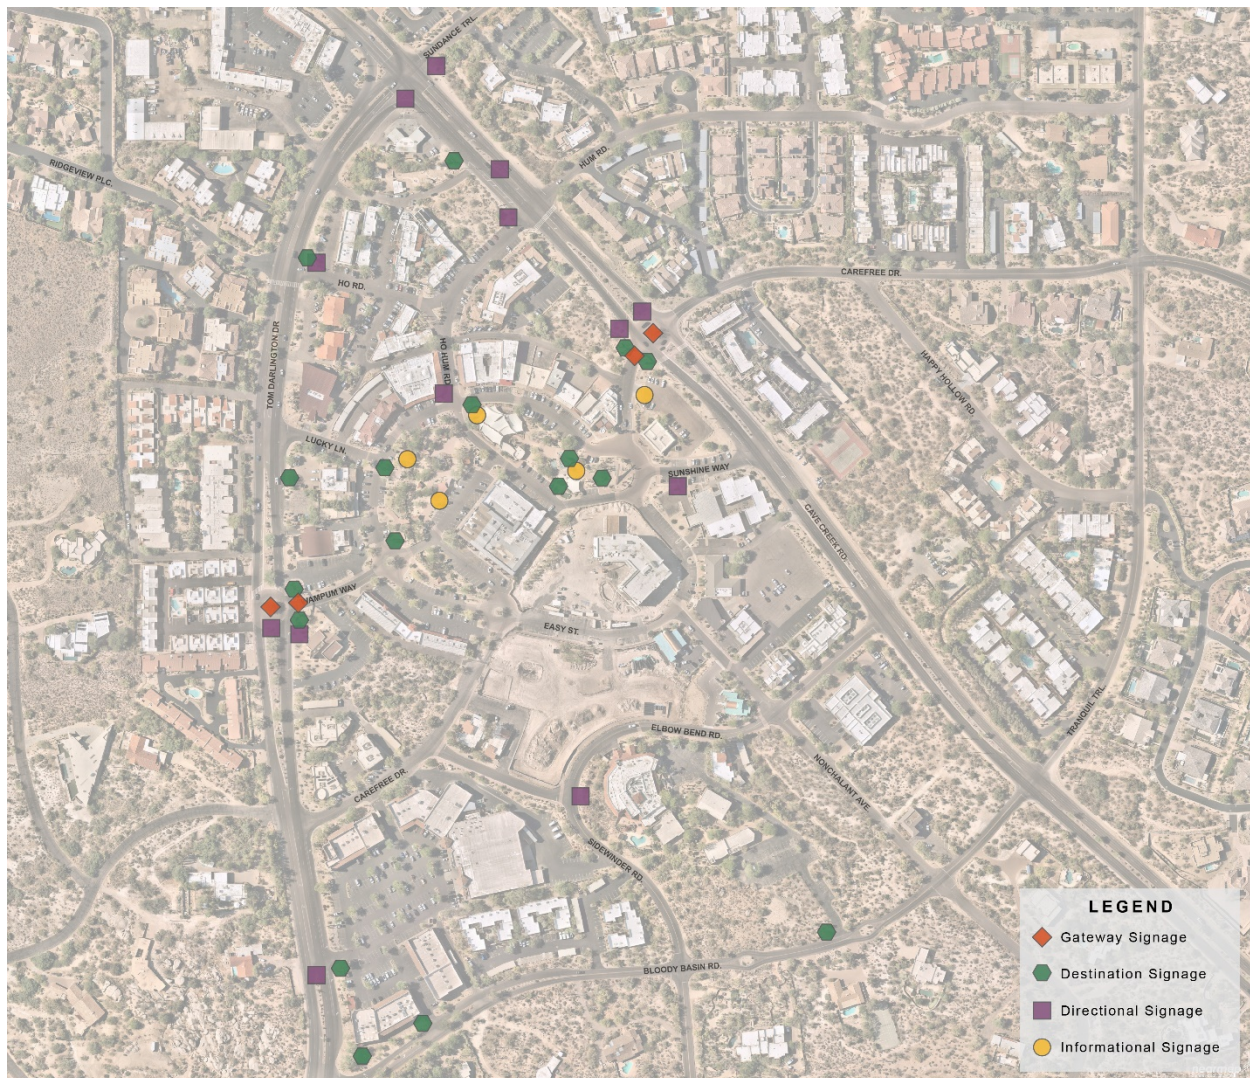 SUNDANCE TRL.
HUM RD.
RIDGEVIEW PLC.
CAREFREE DR.
HO RD.
TOM DARLINGTON DR
HO HUM RD.
HAPPY HOLLOW RD
LUCKY LN.
SUNSHINE WAY
CAVE CREEK RD.
WAMPUM WAY
EASY ST.
ELBOW BEND RD.
TRANQUIL TRL.
NONCHALANT AVE
CAREFREE DR.
SIDEWINDER RD.
BLOODY BASIN RD.
LEGEND
Gateway Signage
Destination Signage
Directional Signage
Informational Signage